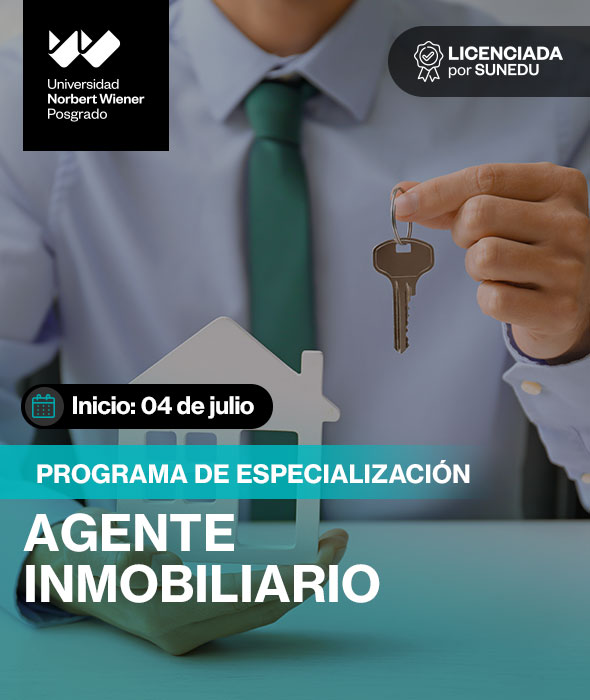 Universidad
Norbert Wiener
Posgrado
LICENCIADA
por SUNEDU
Inicio: 04 de julio
PROGRAMA DE ESPECIALIZACIÓN
AGENTE
INMOBILIARIO